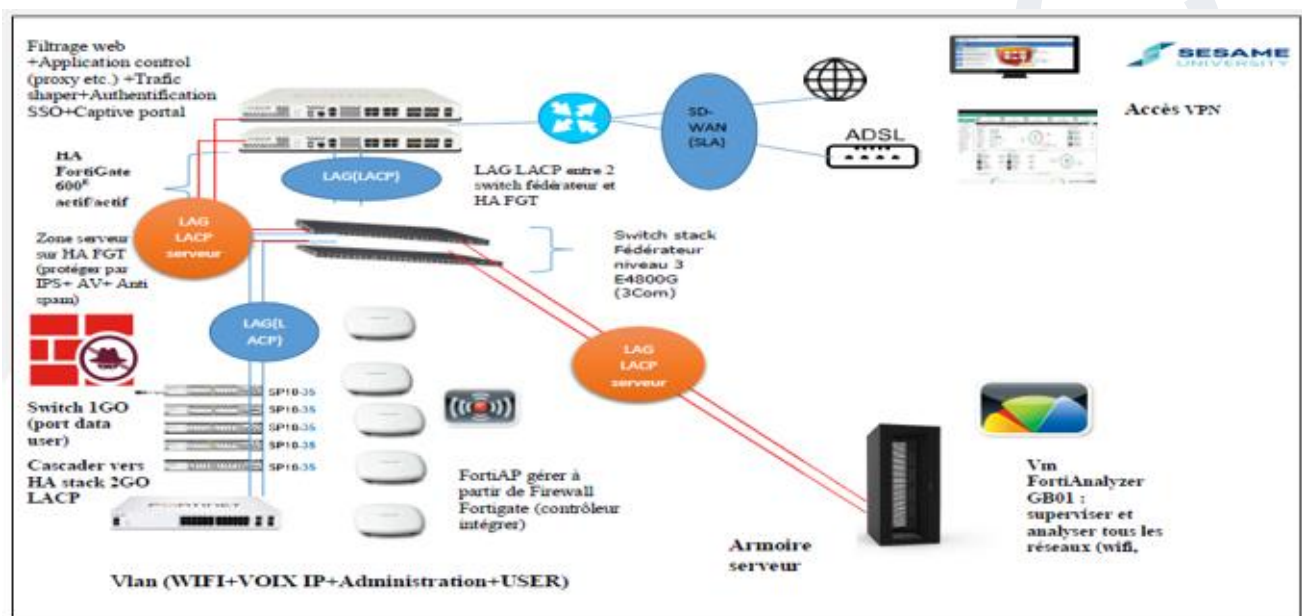 Filtrage web
+Application control
(proxy etc.) +Trafic
shaper+Authentification
SSO+Captive portal
HA
FortiGate
600E
actif/actif
LAG(LACP)
LAG LACP entre 2
switch fédérateur et
HA FGT
SD-
WAN
(SLA)
ADSL
SESAME
UNIVERSITY
Accès VPN
LAG
LACP
serveur
Zone serveur
sur HA FGT
(protéger par
IPS+ AV+ Anti
spam)
Switch stack
Fédérateur
niveau 3
E4800G
(3Com)
LAG(L
ACP)
LAG
LACP
serveur
SP18-35
SP18-35
SP18-35
SP18-35
SP18-35
Switch 1GO
(port data
user)
Cascader vers
HA stack 2GO
LACP
FORTINET
FortiAP gérer à
partir de Firewall
Fortigate (contrôleur
intégrer)
Armoire
serveur
Vm
FortiAnalyzer
GB01 :
superviser et
analyser tous les
réseaux (wifi,
Vlan (WIFI+VOIX IP+Administration+USER)